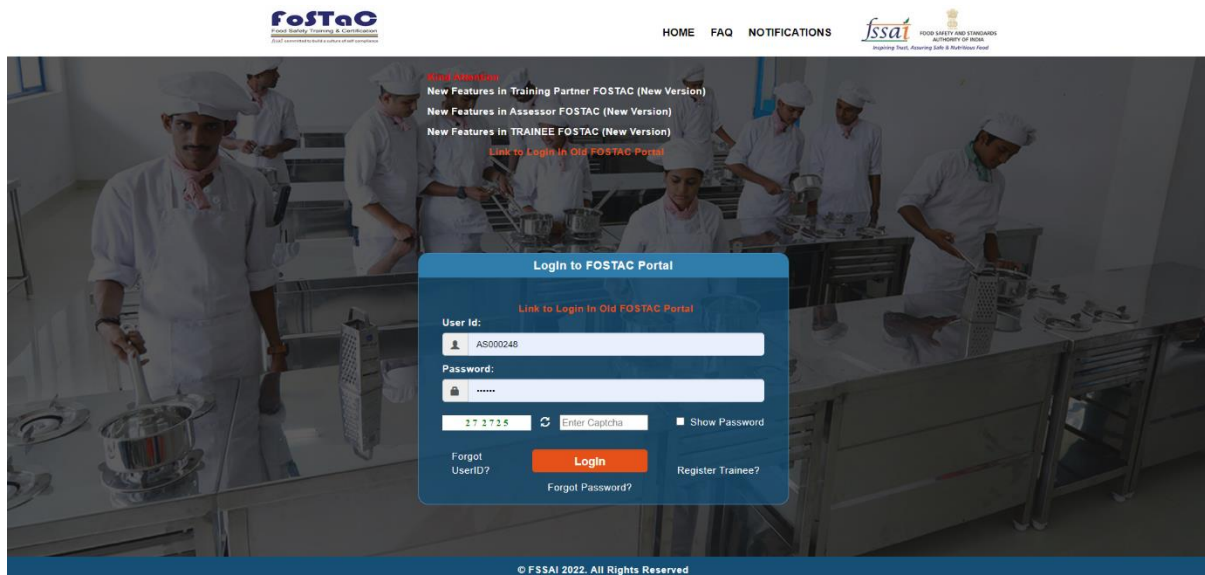 FoSTaC
Food Safety Training & Certification
HOME FAQ NOTIFICATIONS
fssai
FOOD SAFETY AND STANDARDS
AUTHORITY OF INDIA
Inspiring Trust, Assuring Safe & Nutritious Food
New Features in Training Partner FOSTAC (New Version)
New Features in Assessor FOSTAC (New Version)
New Features in TRAINEE FOSTAC (New Version)
Link to Login In Old FOSTAC Portal
Login to FOSTAC Portal
Link to Login In Old FOSTAC Portal
User Id:
AS000248
Password:
......
272725 Enter Captcha Show Password
Forgot
UserID?
Login
Register Trainee?
Forgot Password?
© FSSAI 2022. All Rights Reserved